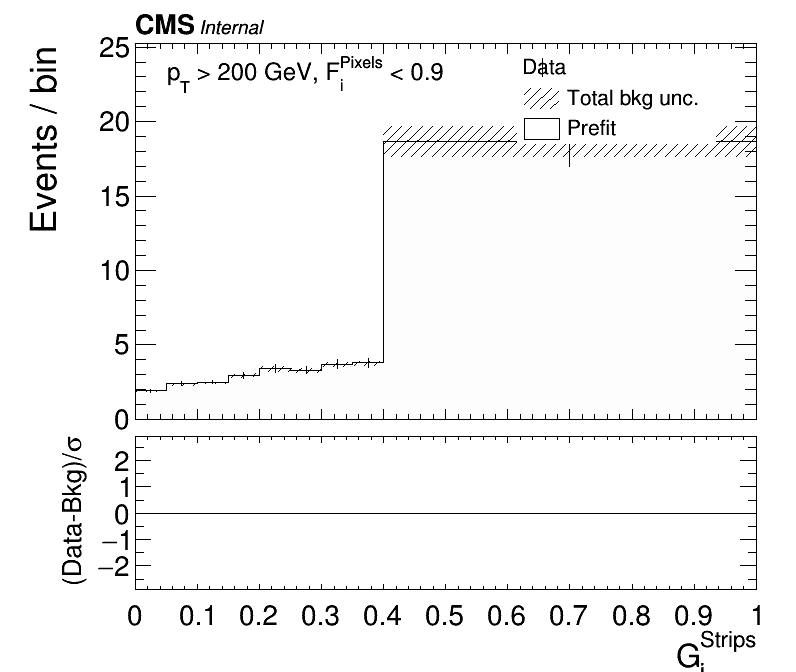 CMS Internal
Events / bin
25
20
15
10
5
0
p_T > 200 GeV, F_i^Pixels < 0.9
Data
Total bkg unc.
Prefit
(Data-Bkg)/σ
2
1
0
−1
−2
0 0.1 0.2 0.3 0.4 0.5 0.6 0.7 0.8 0.9 1
G_i^Strips